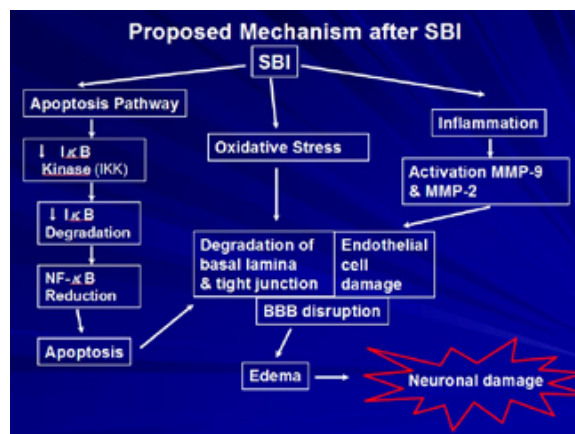 Proposed Mechanism after SBI
SBI
Apoptosis Pathway
Inflammation
↓ IκB
Kinase (IKK)
Oxidative Stress
Activation MMP-9
& MMP-2
↓ IκB
Degradation
Degradation of
basal lamina
& tight junction
Endothelial
cell
damage
NF-κB
Reduction
BBB disruption
Apoptosis
Edema
Neuronal damage